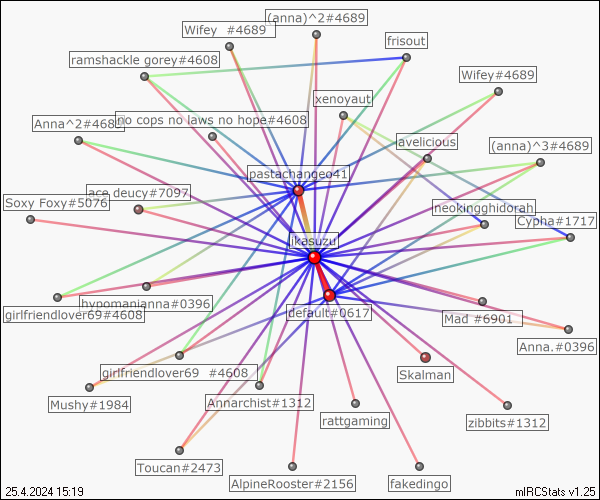 (anna)^2#4689
Wifey #4689
frisout
ramshackle gorey#4608
Wifey#4689
xenoyaut
no cops no laws no hope#4608
Anna^2#4689
avelicious
(anna)^3#4689
pastachangeo41
ace deucy#7097
Soxy Foxy#5076
neokingghidorah
Cypha#1717
ikasuzu
hypomanianna#0396
girlfriendlover69#4608
default#0617
Mad #6901
Anna.#0396
girlfriendlover69 #4608
Skalman
Mushy#1984
Annarchist#1312
rattgaming
zibbits#1312
Toucan#2473
AlpineRooster#2156
fakedingo
25.4.2024 15:19
mIRCStats v1.25